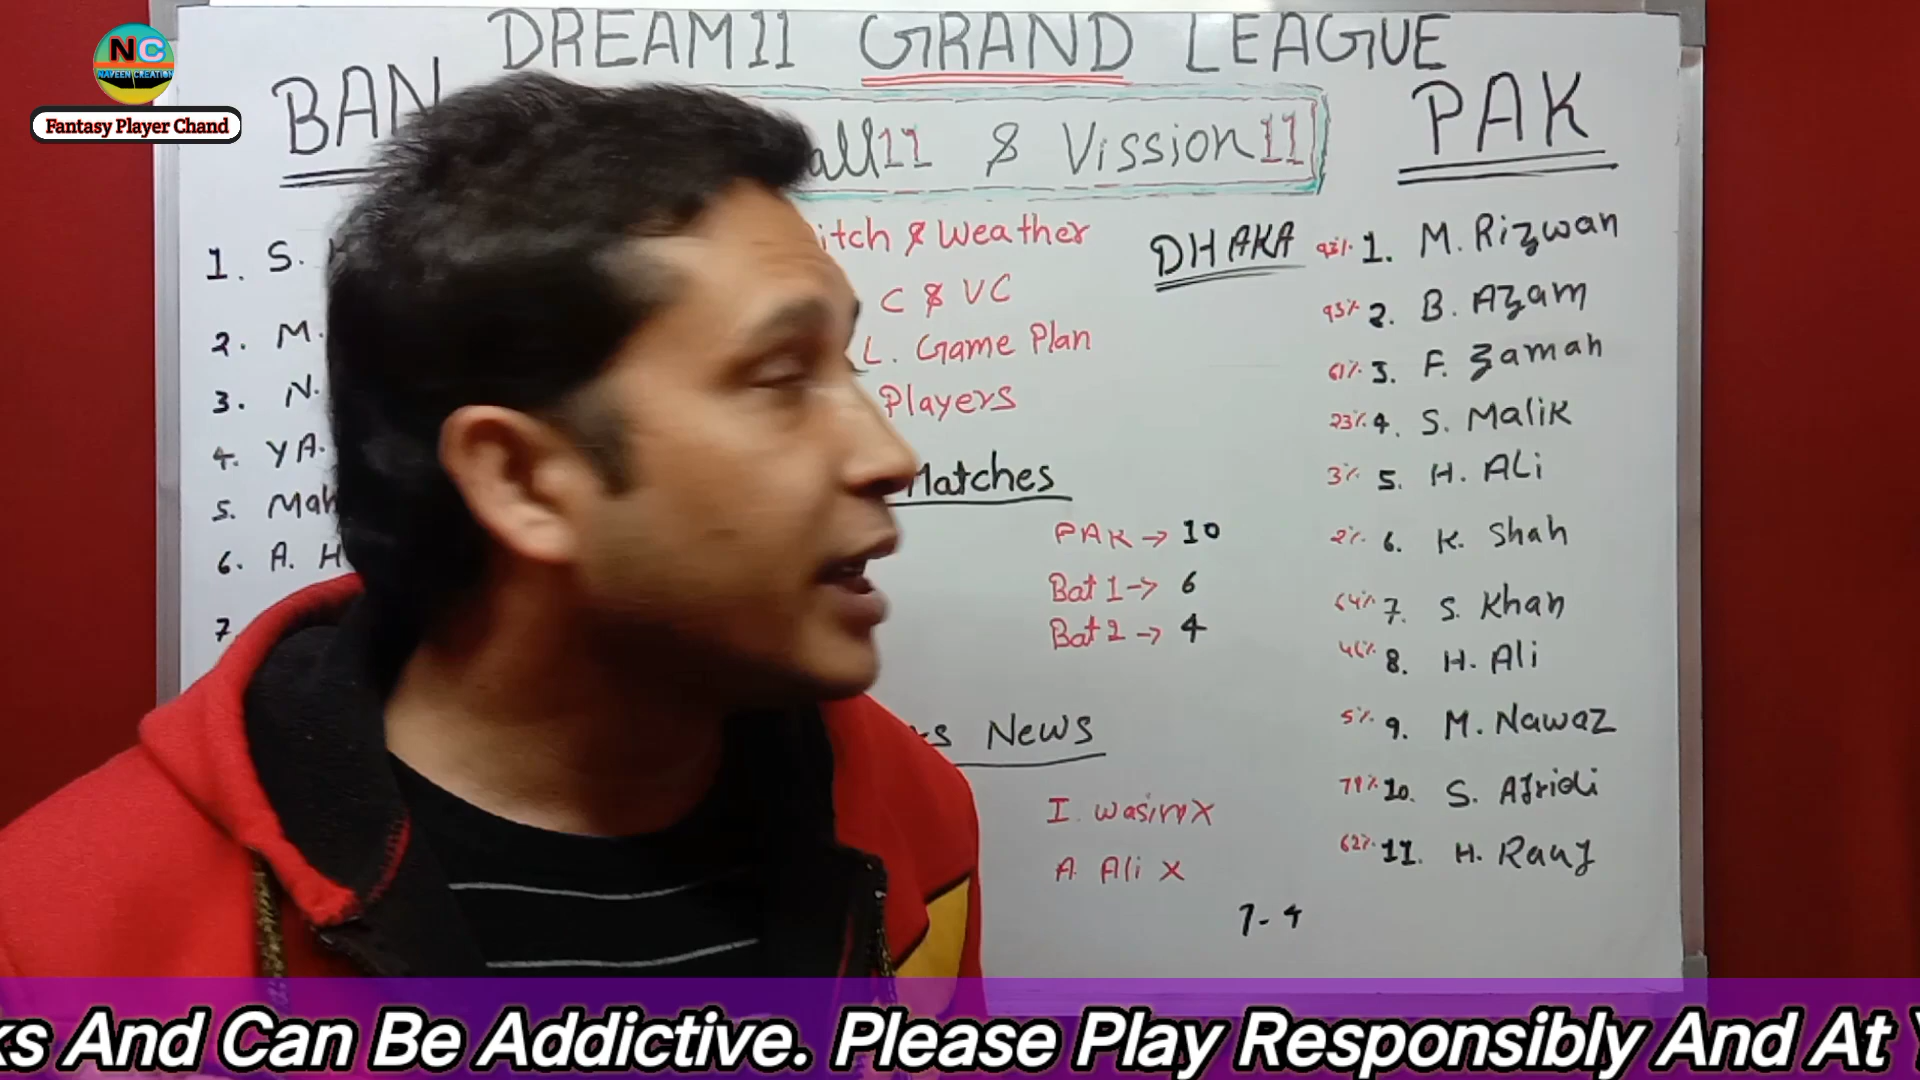 DREAM11 GRAND LEAGUE
NC
NAVEEN CREATION
Fantasy Player Chand
BAN
PAK
all11 & Vission11
itch & Weather
C & VC
L. Game Plan
Players
DHAKA
1. S.
2. M.
3. N.
4. YA.
5. Mah
6. A. H
7.
Matches
PAK → 10
Bat 1 → 6
Bat 2 → 4
s News
I. wasim X
A. Ali X
7-4
93% 1. M. Rizwan
93% 2. B. Azam
61% 3. F. Zaman
23% 4. S. Malik
3% 5. H. ALi
2% 6. K. Shah
64% 7. S. Khan
46% 8. H. Ali
5% 9. M. Nawaz
79% 10. S. Afridi
62% 11. H. Rauf
ks And Can Be Addictive. Please Play Responsibly And At Y